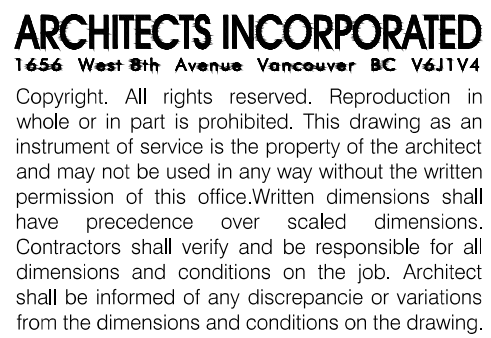 ARCHITECTS INCORPORATED
1656 West 8th Avenue Vancouver BC V6J1V4
Copyright. All rights reserved. Reproduction in
whole or in part is prohibited. This drawing as an
instrument of service is the property of the architect
and may not be used in any way without the written
permission of this office.Written dimensions shall
have precedence over scaled dimensions.
Contractors shall verify and be responsible for all
dimensions and conditions on the job. Architect
shall be informed of any discrepancie or variations
from the dimensions and conditions on the drawing.